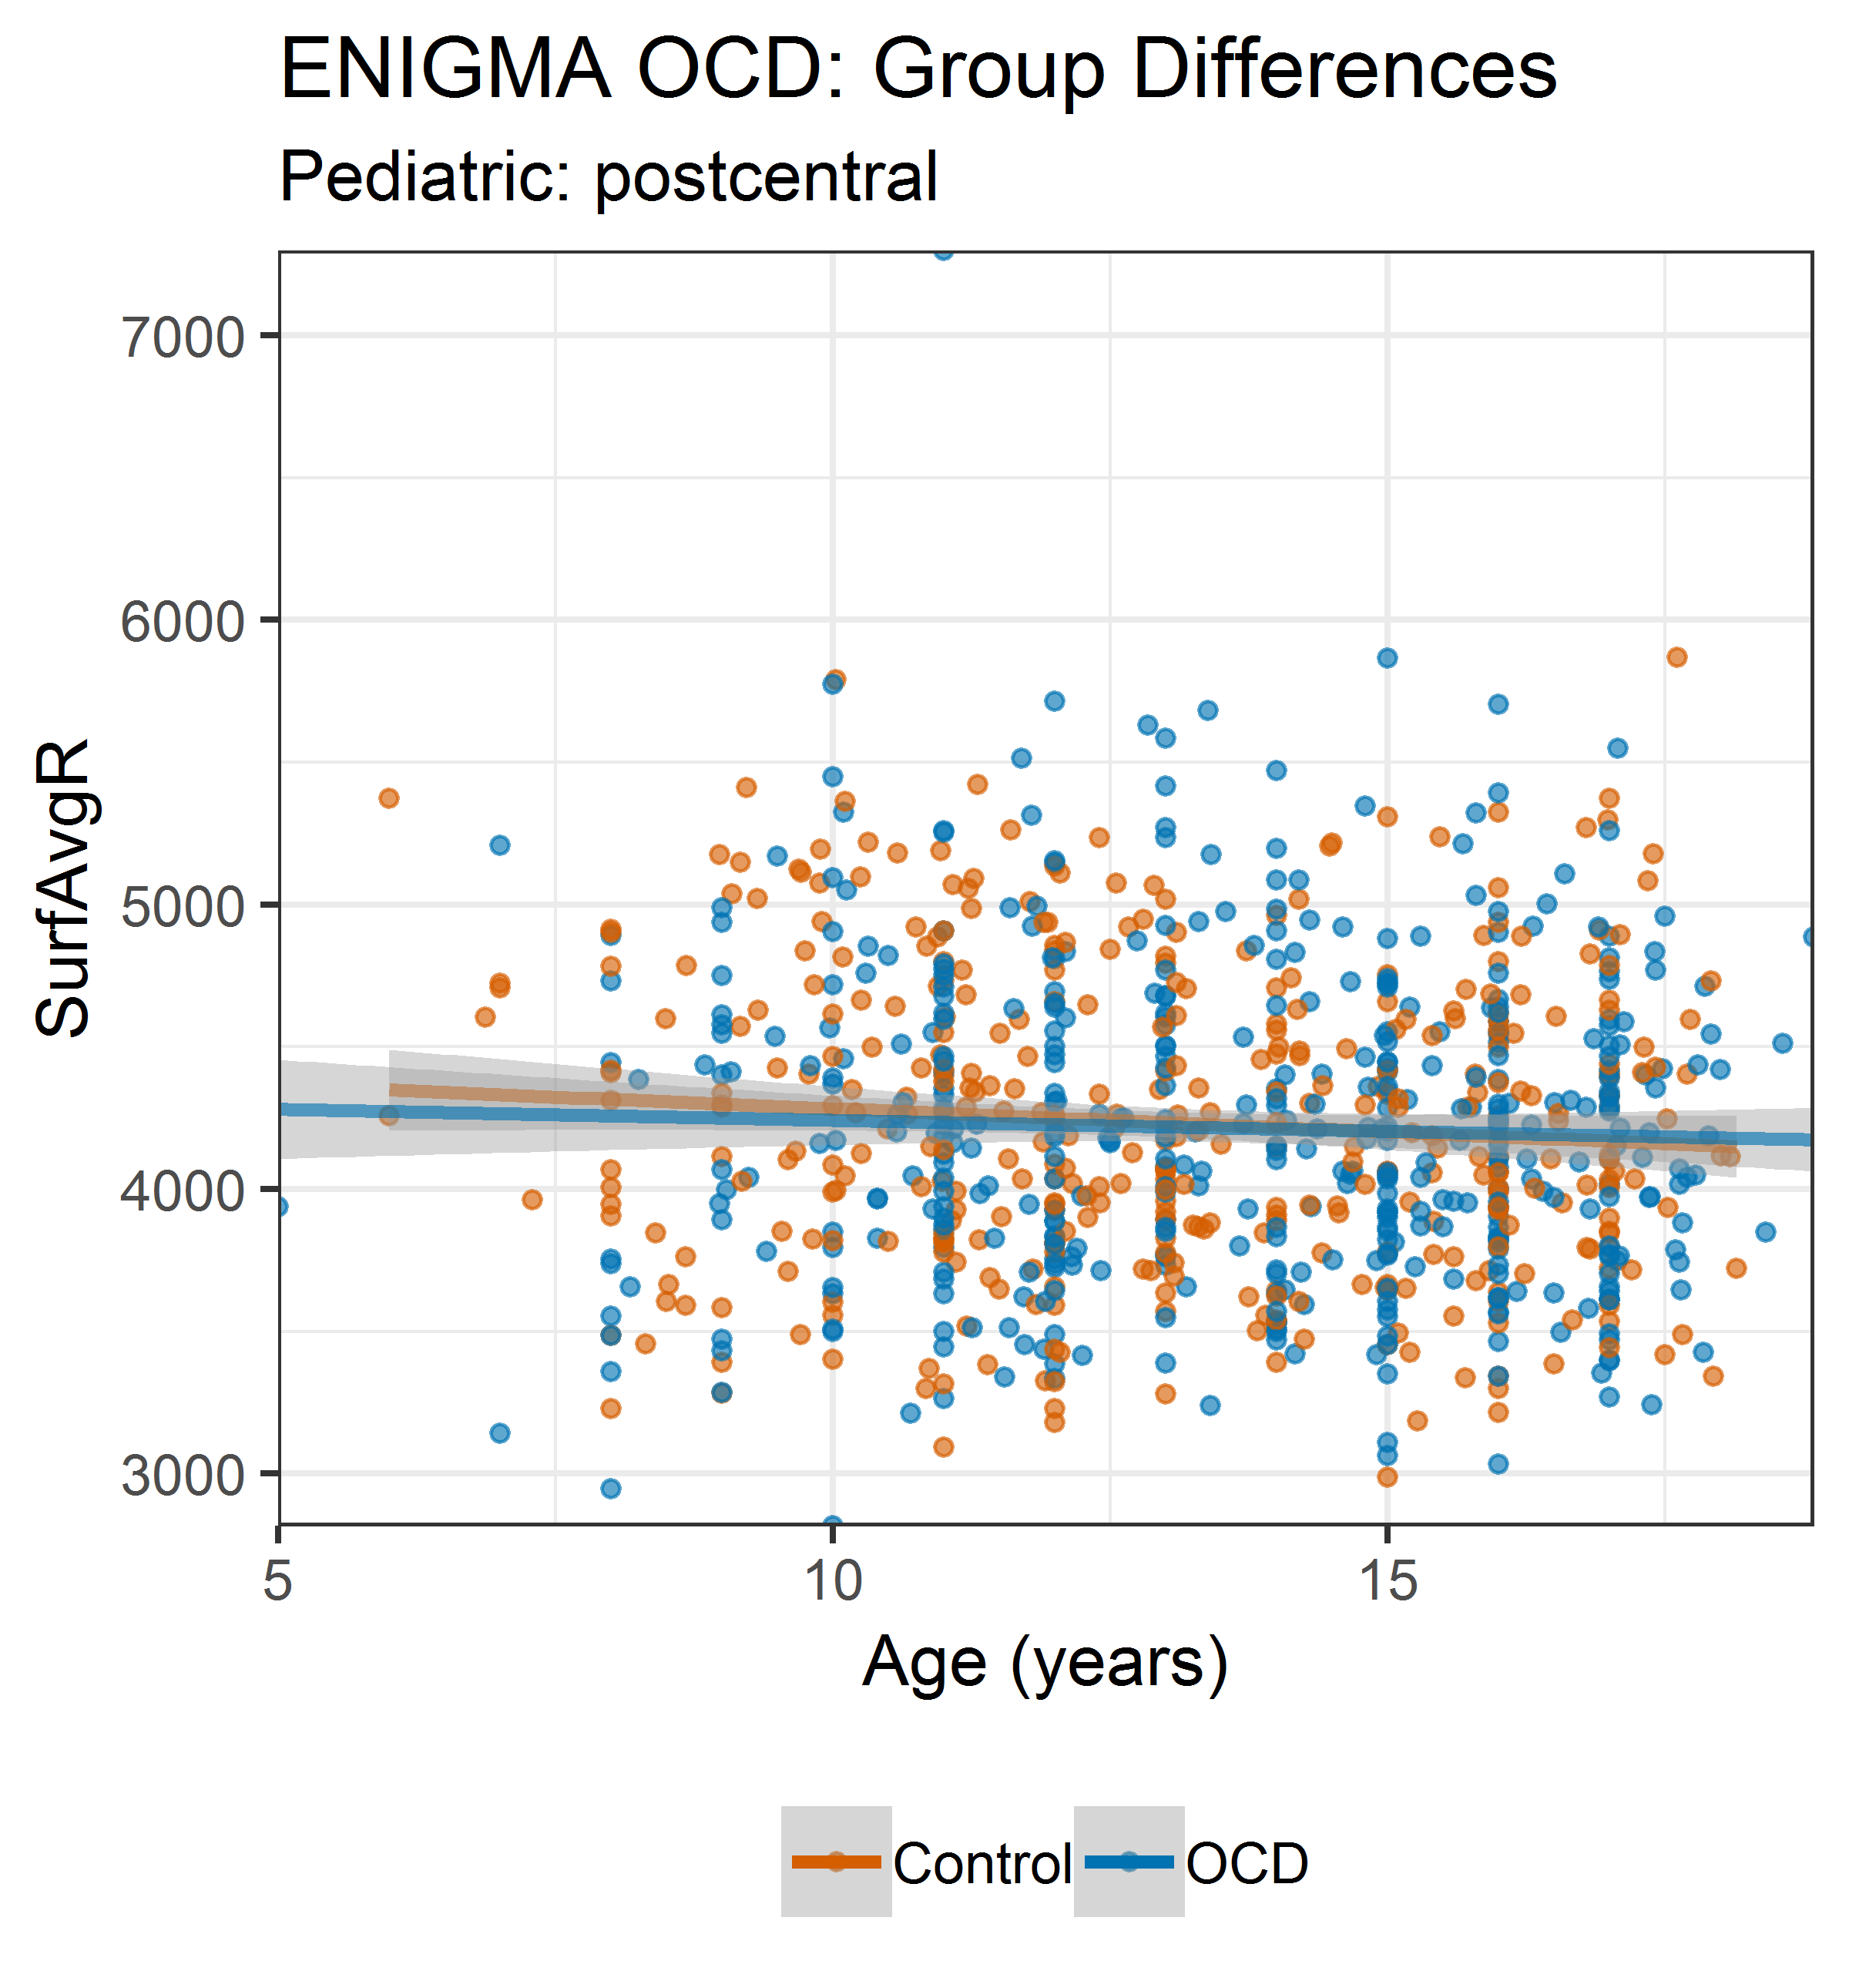 ENIGMA OCD: Group Differences
Pediatric: postcentral
7000
6000
5000
4000
3000
SurfAvgR
5 10 15
Age (years)
Control OCD